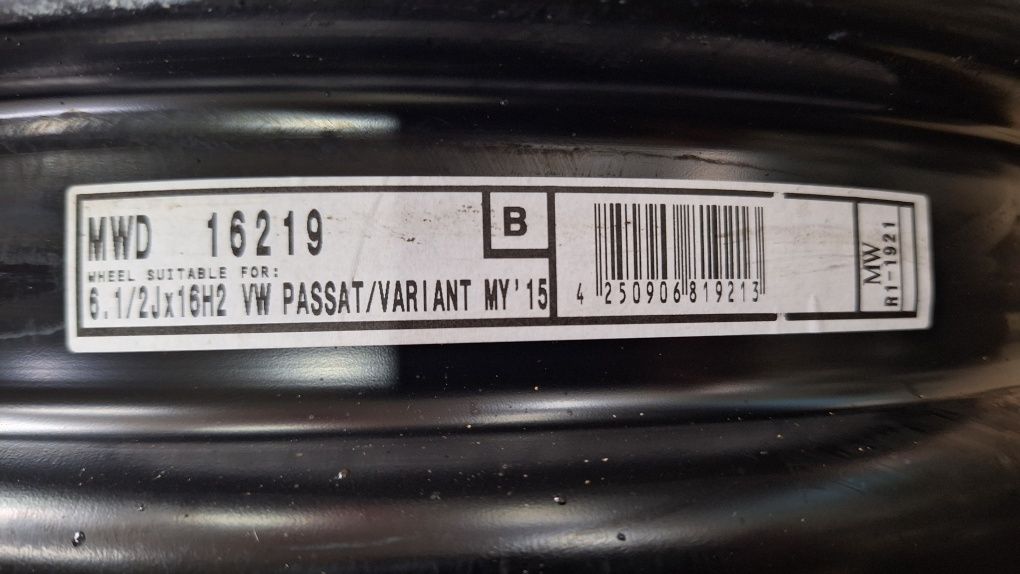 MWD 16219
B
WHEEL SUITABLE FOR:
6.1/2Jx16H2 VW PASSAT/VARIANT MY'15
4 250906 819213
MW
R1-1921